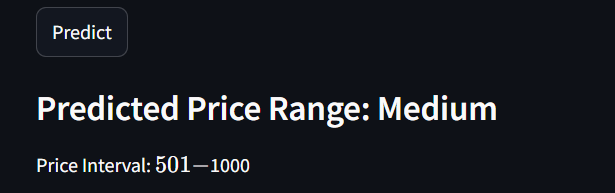 Predict
Predicted Price Range: Medium
Price Interval: 501—1000